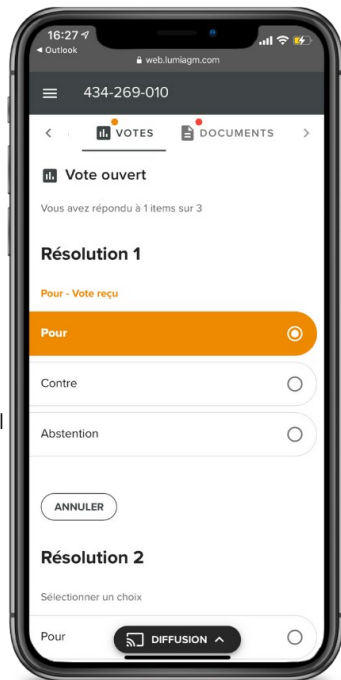 16:27
◄ Outlook
web.lumiagm.com
434-269-010
VOTES
DOCUMENTS
Vote ouvert
Vous avez répondu à 1 items sur 3
Résolution 1
Pour - Vote reçu
Pour
Contre
Abstention
ANNULER
Résolution 2
Sélectionner un choix
Pour
DIFFUSION